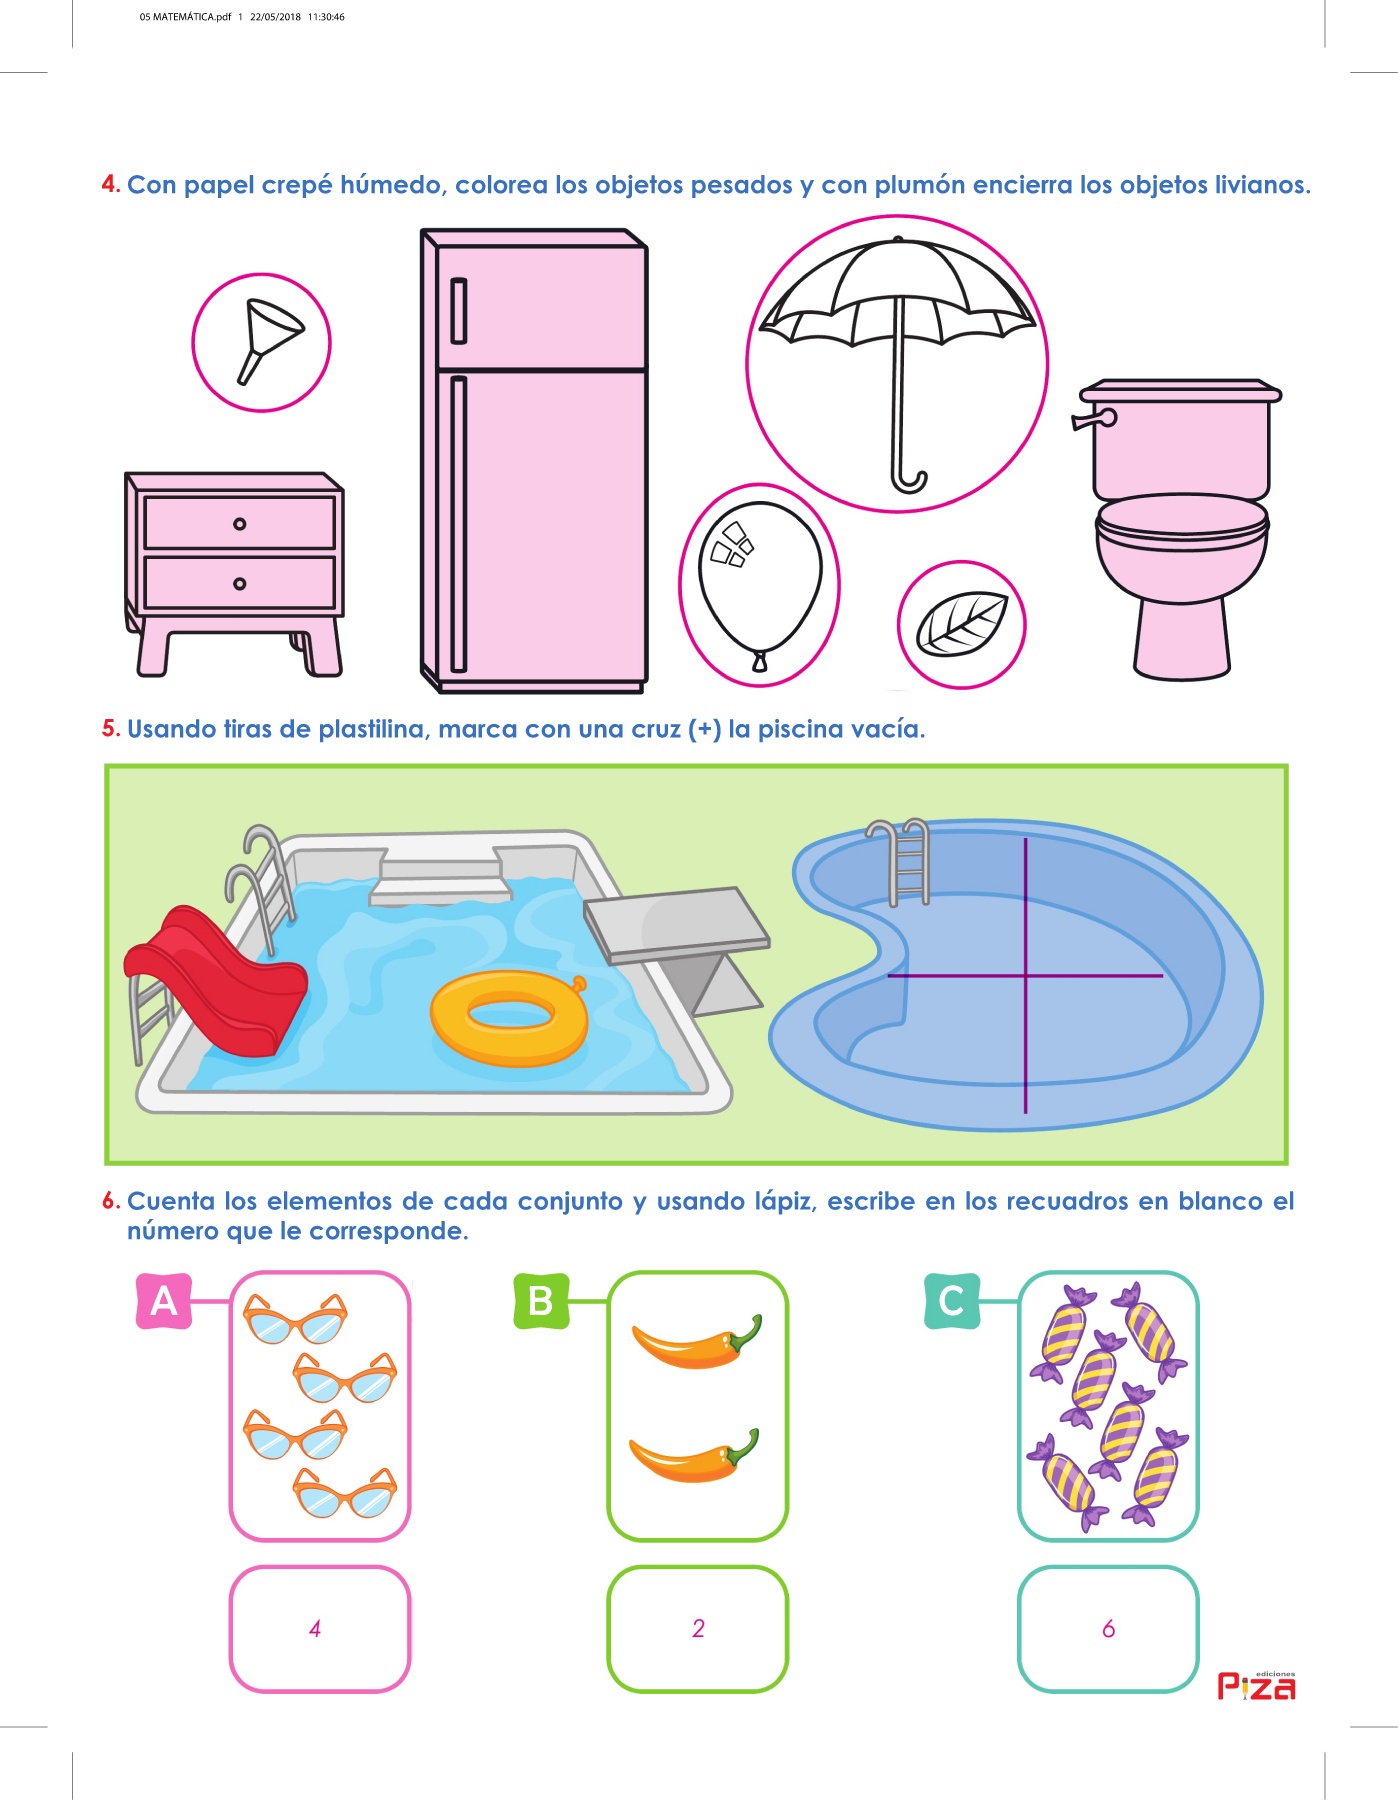 05 MATEMÁTICA.pdf 1 22/05/2018 11:30:46
4. Con papel crepé húmedo, colorea los objetos pesados y con plumón encierra los objetos livianos.
5. Usando tiras de plastilina, marca con una cruz (+) la piscina vacía.
6. Cuenta los elementos de cada conjunto y usando lápiz, escribe en los recuadros en blanco el
número que le corresponde.
A
B
C
4
2
6
ediciones
Piza